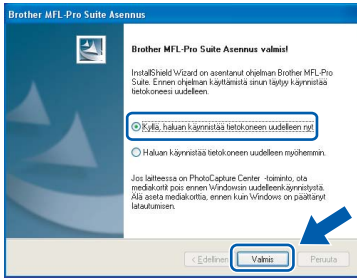 Brother MFL-Pro Suite Asennus
Brother MFL-Pro Suite Asennus valmis!
InstallShield Wizard on asentanut ohjelman Brother MFL-Pro
Suite. Ennen ohjelman käyttämistä sinun täytyy käynnistää
tietokoneesi uudelleen.
Kyllä, haluan käynnistää tietokoneen uudelleen nyt
Haluan käynnistää tietokoneen uudelleen myöhemmin.
Jos laitteessa on PhotoCapture Center -toiminto, ota
mediakortit pois ennen Windowsin uudelleenkäynnistystä.
Älä aseta mediakorttia, ennen kuin Windows on päättänyt
latautumisen.
< Edellinen Valmis Peruuta